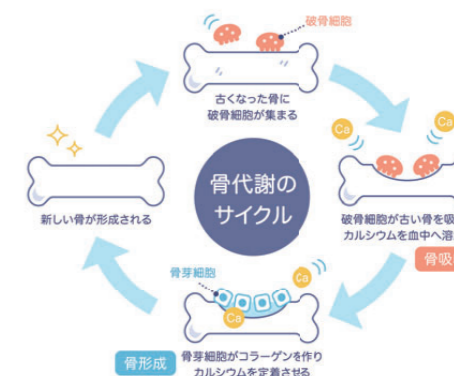 破骨細胞
古くなった骨に
破骨細胞が集まる
Ca
Ca
破骨細胞が古い骨を吸
カルシウムを血中へ溶
骨吸
骨芽細胞
Ca
Ca
骨形成
骨芽細胞がコラーゲンを作り
カルシウムを定着させる
新しい骨が形成される
骨代謝の
サイクル